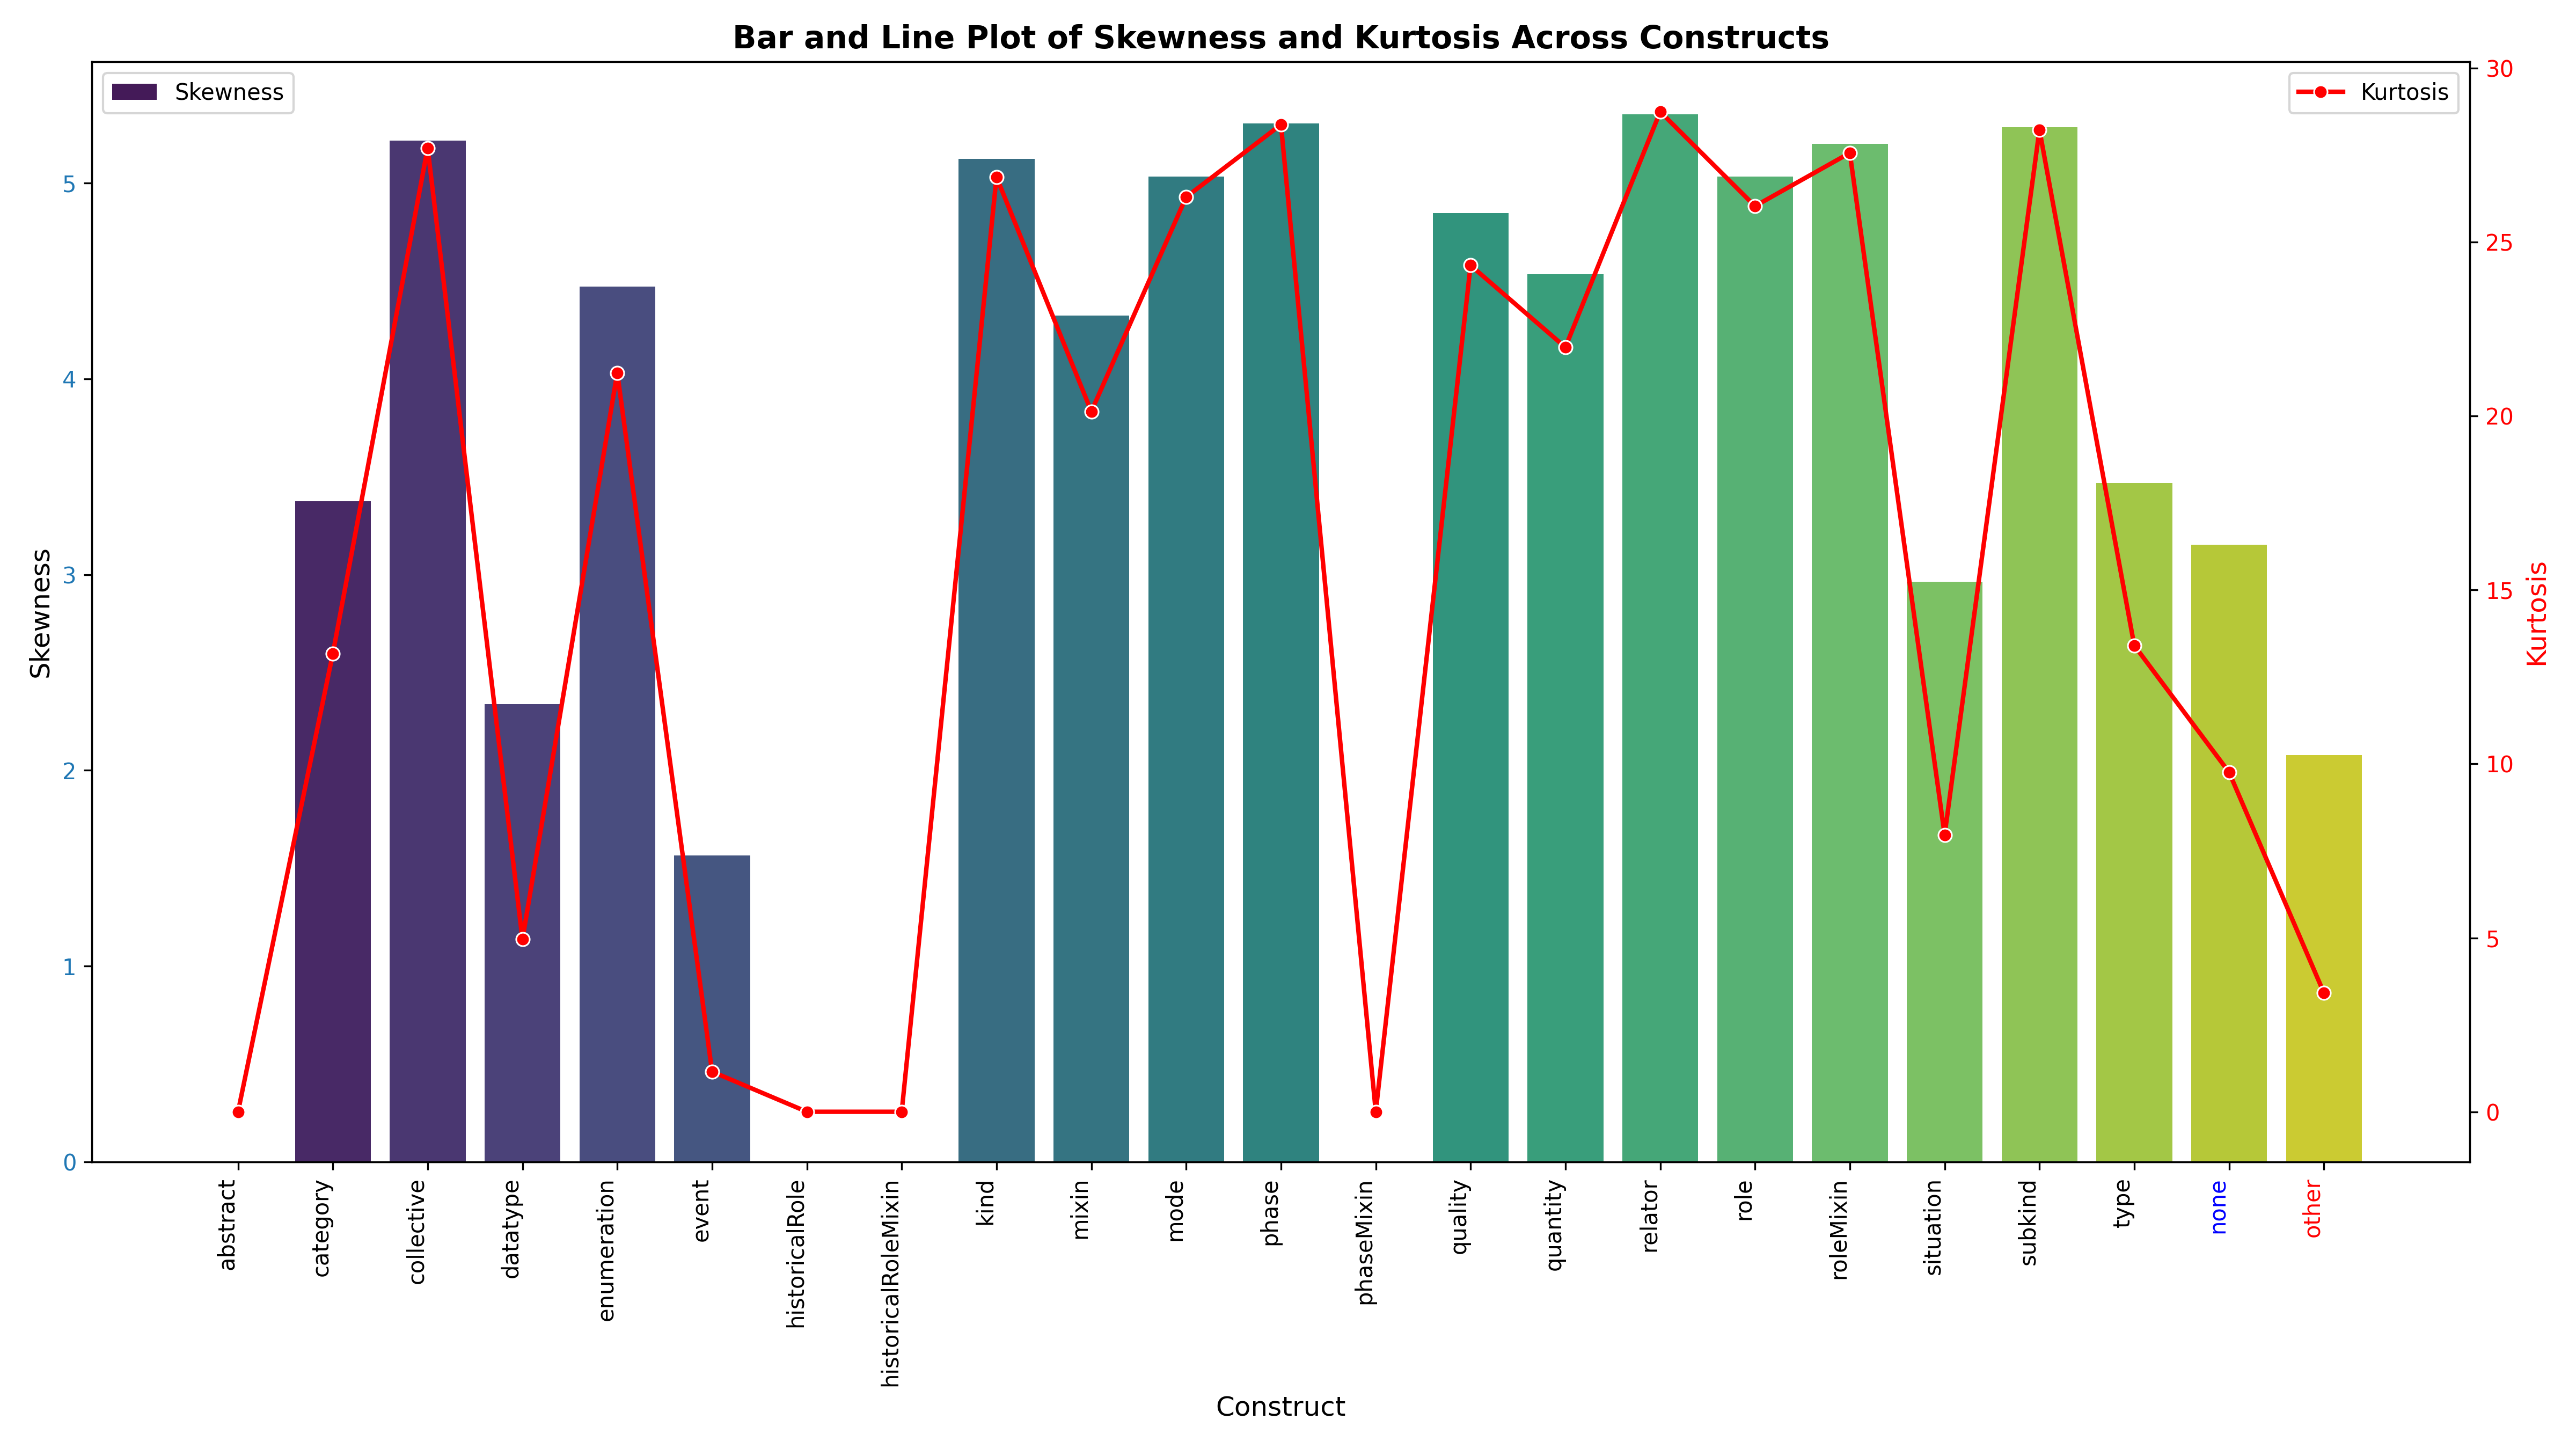 Bar and Line Plot of Skewness and Kurtosis Across Constructs
Skewness
Kurtosis
Skewness
5
4
3
2
1
0
Kurtosis
30
25
20
15
10
5
0
abstract
category
collective
datatype
enumeration
event
historicalRole
historicalRoleMixin
kind
mixin
mode
phase
phaseMixin
quality
quantity
relator
role
roleMixin
situation
subkind
type
none
other
Construct